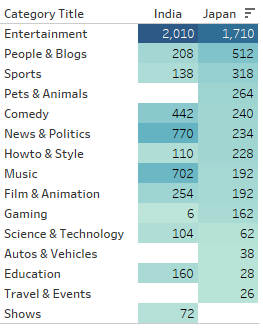 Category Title India Japan
Entertainment 2,010 1,710
People & Blogs 208 512
Sports 138 318
Pets & Animals 264
Comedy 442 240
News & Politics 770 234
Howto & Style 110 228
Music 702 192
Film & Animation 254 192
Gaming 6 162
Science & Technology 104 62
Autos & Vehicles 38
Education 160 28
Travel & Events 26
Shows 72